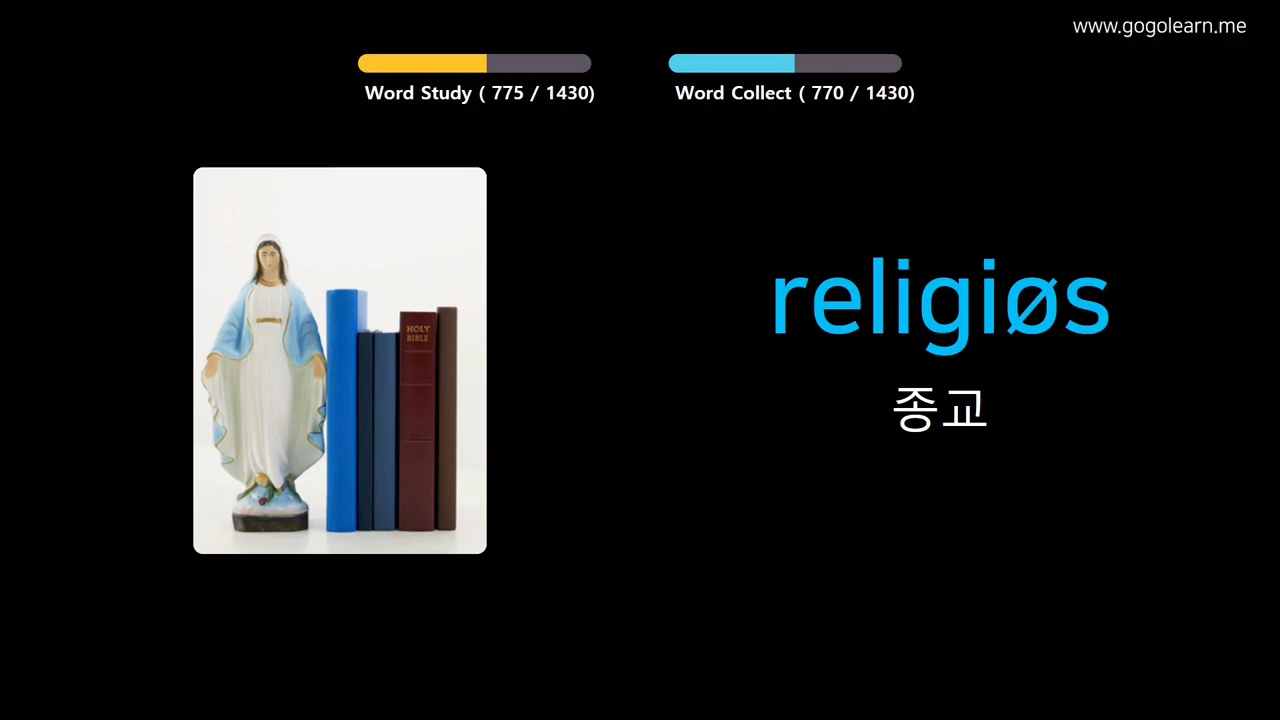 www.gogolearn.me
Word Study ( 775 / 1430)
Word Collect ( 770 / 1430)
HOLY
BIBLE
religiøs
종교